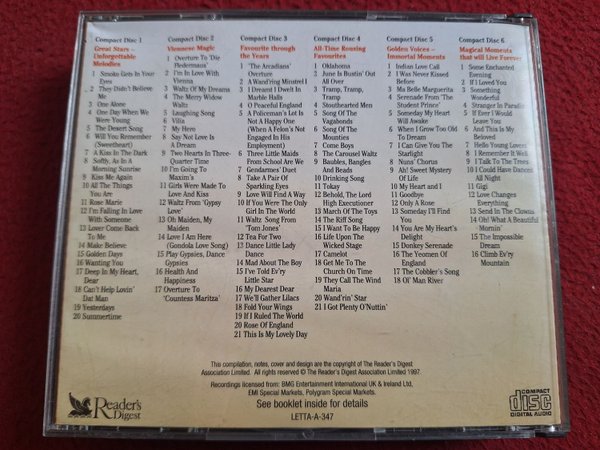 Compact Disc 1
Great Stars –
Unforgettable
Melodies
1 Smoke Gets In Your
Eyes
2 They Didn't Believe
Me
3 One Alone
4 One Day When We
Were Young
5 The Desert Song
6 Will You Remember
(Sweetheart)
7 A Kiss In The Dark
8 Softly, As In A
Morning Sunrise
9 Kiss Me Again
10 All The Things
You Are
11 Rose Marie
12 I'm Falling In Love
With Someone
13 Lover Come Back
To Me
14 Make Believe
15 Golden Days
16 Wanting You
17 Deep In My Heart,
Dear
18 Can't Help Lovin'
Dat Man
19 Yesterdays
20 Summertime
Compact Disc 2
Viennese Magic
1 Overture To 'Die
Fledermaus'
2 I'm In Love With
Vienna
3 Waltz Of My Dreams
4 The Merry Widow
Waltz
5 Laughing Song
6 Vilia
7 My Hero
8 Say Not Love Is
A Dream
9 Two Hearts In Three-
Quarter Time
10 I'm Going To
Maxim's
11 Girls Were Made To
Love And Kiss
12 Waltz From 'Gypsy
Love'
13 Oh Maiden, My
Maiden
14 Love I Am Here
(Gondola Love Song)
15 Play Gypsies, Dance
Gypsies
16 Health And
Happiness
17 Overture To
'Countess Maritza'
Compact Disc 3
Favourite through the
Years
1 'The Arcadians'
Overture
2 A Wand'ring Minstrel I
3 I Dreamt I Dwelt In
Marble Halls
4 O Peaceful England
5 A Policeman's Lot Is
Not A Happy One
(When A Felon's Not
Engaged In His
Employment)
6 Three Little Maids
From School Are We
7 Gendarmes' Duet
8 Take A Pair Of
Sparkling Eyes
9 Love Will Find A Way
10 If You Were The Only
Girl In The World
11 Waltz Song From
'Tom Jones'
12 Tea For Two
13 Dance Little Lady
Dance
14 Mad About The Boy
15 I've Told Ev'ry
Little Star
16 My Dearest Dear
17 We'll Gather Lilacs
18 Fold Your Wings
19 If I Ruled The World
20 Rose Of England
21 This Is My Lovely Day
Compact Disc 4
All-Time Rousing
Favourites
1 Oklahoma
2 June Is Bustin' Out All
Over
3 Tramp, Tramp,
Tramp
4 Stouthearted Men
5 Song Of The
Vagabonds
6 Song Of The
Mounties
7 Come Boys
8 The Carousel Waltz
9 Baubles, Bangles
And Beads
10 Drinking Song
11 Tokay
12 Behold, The Lord
High Executioner
13 March Of The Toys
14 The Riff Song
15 I Want To Be Happy
16 Life Upon The
Wicked Stage
17 Camelot
18 Get Me To The
Church On Time
19 They Call The Wind
Maria
20 Wand'rin' Star
21 I Got Plenty O'Nuttin'
Compact Disc 5
Golden Voices –
Immortal Moments
1 Indian Love Call
2 I Was Never Kissed
Before
3 Ma Belle Marguerita
4 Serenade From 'The
Student Prince'
5 Someday My Heart
Will Awake
6 When I Grow Too Old
To Dream
7 I Can Give You The
Starlight
8 Nuns' Chorus
9 Ah! Sweet Mystery
Of Life
10 My Heart and I
11 Goodbye
12 Only A Rose
13 Someday I'll Find
You
14 You Are My Heart's
Delight
15 Donkey Serenade
16 The Yeomen Of
England
17 The Cobbler's Song
18 Ol' Man River
Compact Disc 6
Magical Moments
that will Live Forever
1 Some Enchanted
Evening
2 If I Loved You
3 Something
Wonderful
4 Stranger In Paradise
5 If Ever I Would
Leave You
6 And This Is My
Beloved
7 Hello Young Lovers
8 I Remember It Well
9 I Talk To The Trees
10 I Could Have Danced
All Night
11 Gigi
12 Love Changes
Everything
13 Send In The Clowns
14 Oh! What A Beautiful
Mornin'
15 The Impossible
Dream
16 Climb Ev'ry
Mountain
This compilation, notes, cover and design are the copyright of The Reader's Digest
Association Limited. All rights reserved © The Reader's Digest Association Limited 1997.
Recordings licensed from: BMG Entertainment International UK & Ireland Ltd,
EMI Special Markets, Polygram Special Markets.
See booklet inside for details
LETTA-A-347
Reader's
Digest
COMPACT
disc
DIGITAL AUDIO